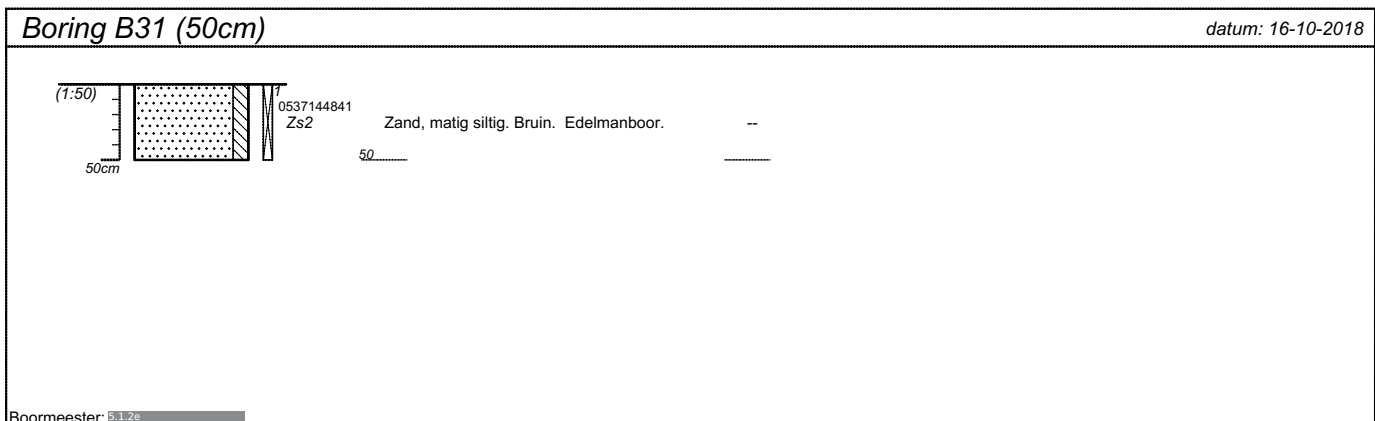 Boring B31 (50cm) datum: 16-10-2018
(1:50)
1
0537144841
Zs2 Zand, matig siltig. Bruin. Edelmanboor. --
50
50cm
Boormeester: 5.1.2e